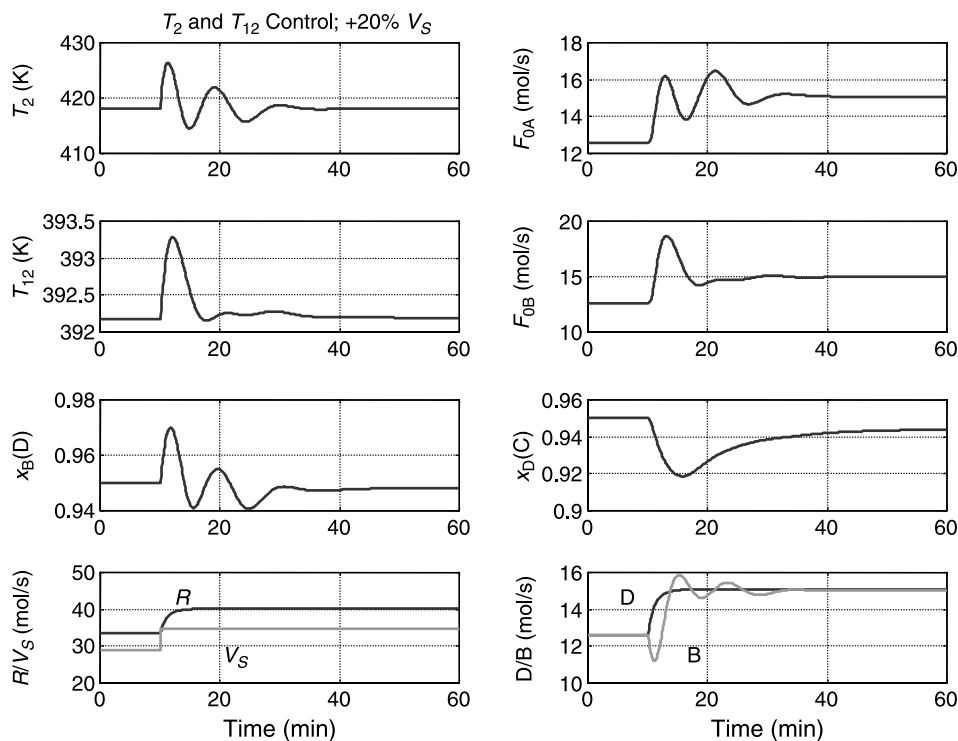 T2 and T12 Control; +20% VS
430
420
410
T2 (K)
0 20 40 60
18
16
14
12
F0A (mol/s)
0 20 40 60
393.5
393
392.5
392
T12 (K)
0 20 40 60
20
15
10
F0B (mol/s)
0 20 40 60
0.98
0.96
0.94
xB(D)
0 20 40 60
0.96
0.94
0.92
0.9
xD(C)
0 20 40 60
50
40
30
20
R/VS (mol/s)
R
VS
0 20 40 60
Time (min)
16
14
12
10
D/B (mol/s)
D
B
0 20 40 60
Time (min)